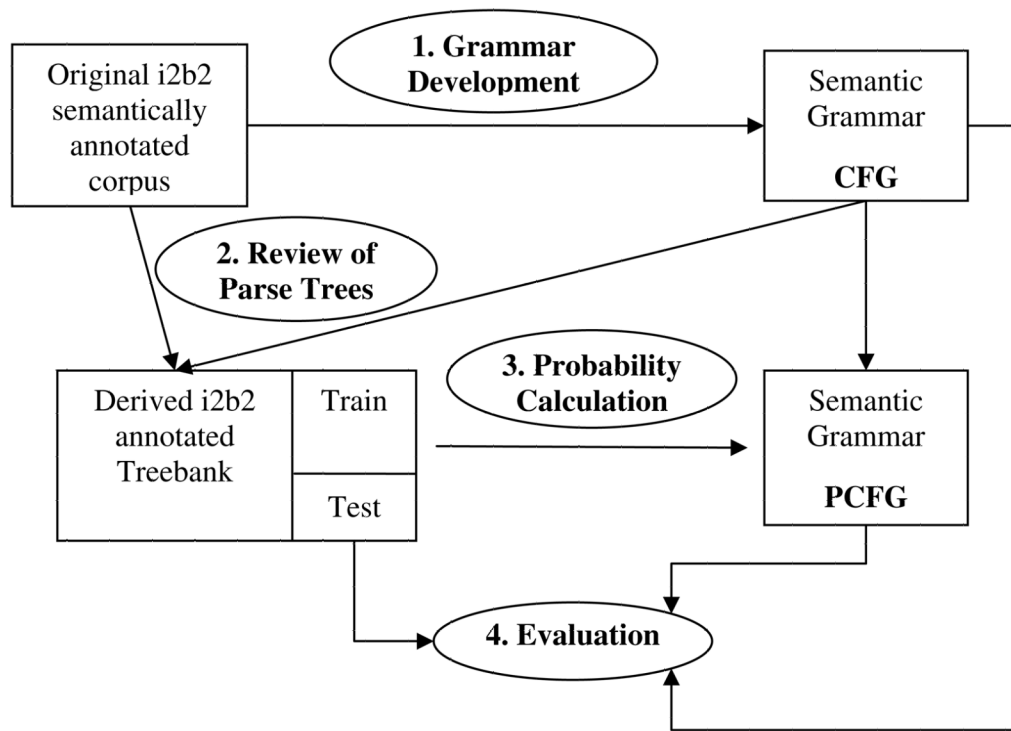 1. Grammar
Development
Original i2b2
semantically
annotated
corpus
Semantic
Grammar
CFG
2. Review of
Parse Trees
3. Probability
Calculation
Derived i2b2
annotated
Treebank
Train
Test
Semantic
Grammar
PCFG
4. Evaluation